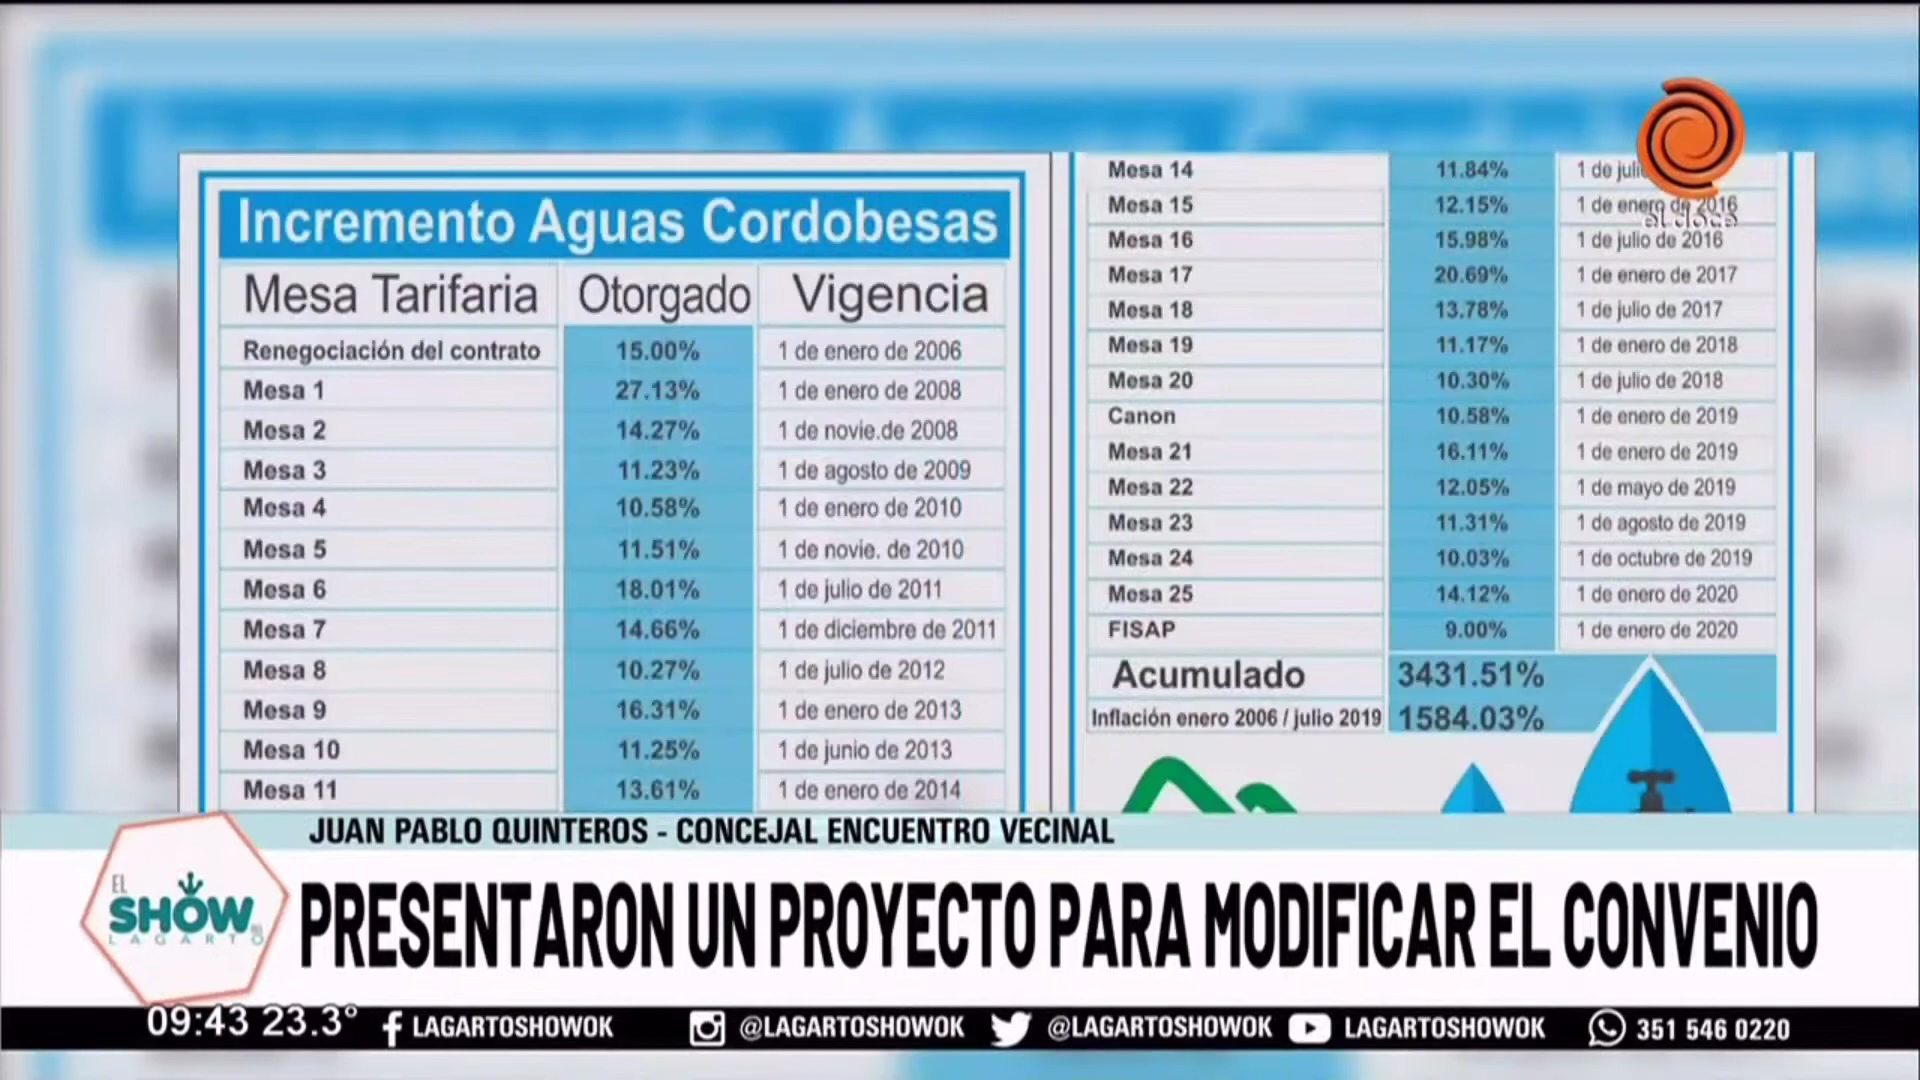 Incremento Aguas Cordobesas
Mesa Tarifaria Otorgado Vigencia
Renegociación del contrato 15.00% 1 de enero de 2006
Mesa 1 27.13% 1 de enero de 2008
Mesa 2 14.27% 1 de novie.de 2008
Mesa 3 11.23% 1 de agosto de 2009
Mesa 4 10.58% 1 de enero de 2010
Mesa 5 11.51% 1 de novie. de 2010
Mesa 6 18.01% 1 de julio de 2011
Mesa 7 14.66% 1 de diciembre de 2011
Mesa 8 10.27% 1 de julio de 2012
Mesa 9 16.31% 1 de enero de 2013
Mesa 10 11.25% 1 de junio de 2013
Mesa 11 13.61% 1 de enero de 2014
Mesa 14 11.84% 1 de
Mesa 15 12.15% 1 de enero de 2016
Mesa 16 15.98% 1 de julio de 2016
Mesa 17 20.69% 1 de enero de 2017
Mesa 18 13.78% 1 de julio de 2017
Mesa 19 11.17% 1 de enero de 2018
Mesa 20 10.30% 1 de julio de 2018
Canon 10.58% 1 de enero de 2019
Mesa 21 16.11% 1 de enero de 2019
Mesa 22 12.05% 1 de mayo de 2019
Mesa 23 11.31% 1 de agosto de 2019
Mesa 24 10.03% 1 de octubre de 2019
Mesa 25 14.12% 1 de enero de 2020
FISAP 9.00% 1 de enero de 2020
Acumulado 3431.51%
Inflación enero 2006 / julio 2019 1584.03%
el doce
JUAN PABLO QUINTEROS - CONCEJAL ENCUENTRO VECINAL
EL
SHOW
LAGARTO
PRESENTARON UN PROYECTO PARA MODIFICAR EL CONVENIO
09:43 23.3° LAGARTOSHOWOK @LAGARTOSHOWOK @LAGARTOSHOWOK LAGARTOSHOWOK 351 546 0220